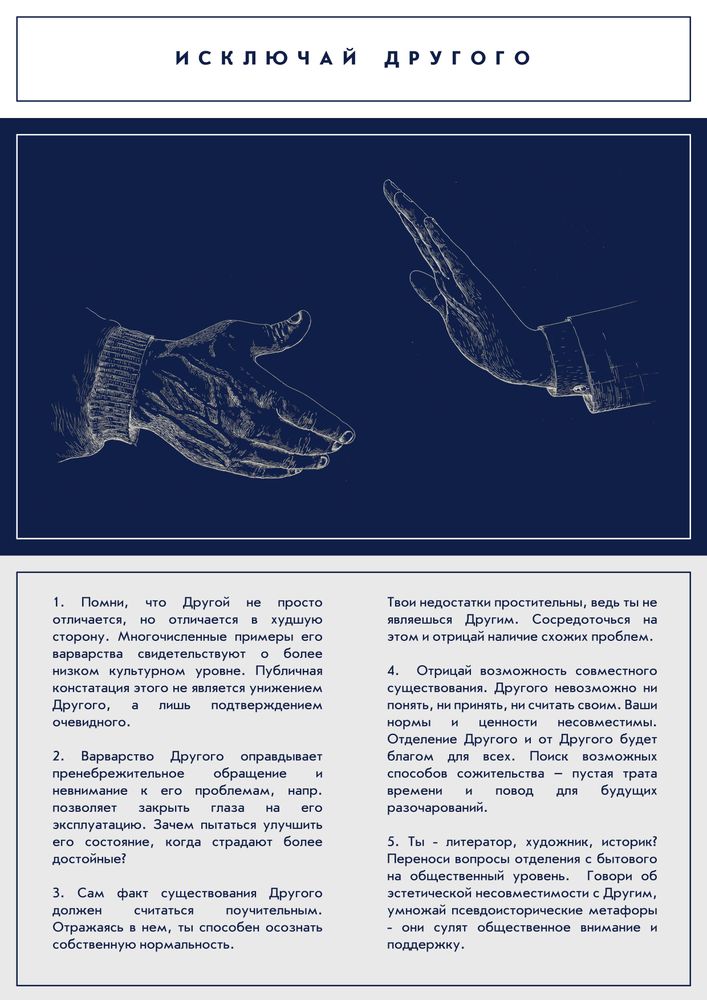 ИСКЛЮЧАЙ ДРУГОГО
1. Помни, что Другой не просто
отличается, но отличается в худшую
сторону. Многочисленные примеры его
варварства свидетельствуют о более
низком культурном уровне. Публичная
констатация этого не является унижением
Другого, а лишь подтверждением
очевидного.
2. Варварство Другого оправдывает
пренебрежительное обращение и
невнимание к его проблемам, напр.
позволяет закрыть глаза на его
эксплуатацию. Зачем пытаться улучшить
его состояние, когда страдают более
достойные?
3. Сам факт существования Другого
должен считаться поучительным.
Отражаясь в нем, ты способен осознать
собственную нормальность.
Твои недостатки простительны, ведь ты не
являешься Другим. Сосредоточься на
этом и отрицай наличие схожих проблем.
4. Отрицай возможность совместного
существования. Другого невозможно ни
понять, ни принять, ни считать своим. Ваши
нормы и ценности несовместимы.
Отделение Другого и от Другого будет
благом для всех. Поиск возможных
способов сожительства – пустая трата
времени и повод для будущих
разочарований.
5. Ты - литератор, художник, историк?
Переноси вопросы отделения с бытового
на общественный уровень. Говори об
эстетической несовместимости с Другим,
умножай псевдоисторические метафоры
- они сулят общественное внимание и
поддержку.